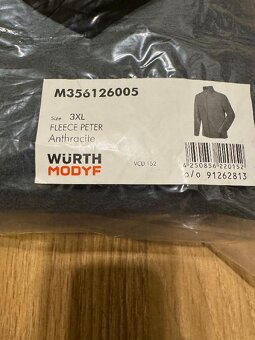 M356126005
Size 3XL
FLEECE PETER
Anthracite
WÜRTH
MODYF
VCD 152
4250856220152
o/o 91262813